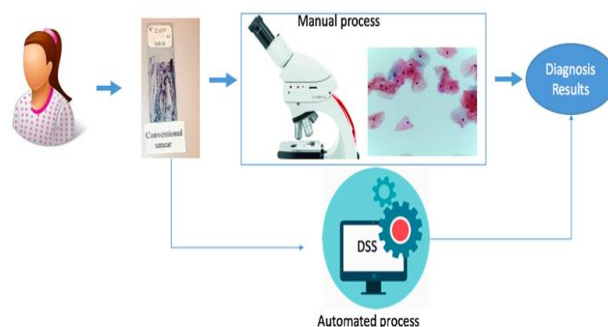 Manual process
Diagnosis
Results
Conventional
smear
DSS
Automated process